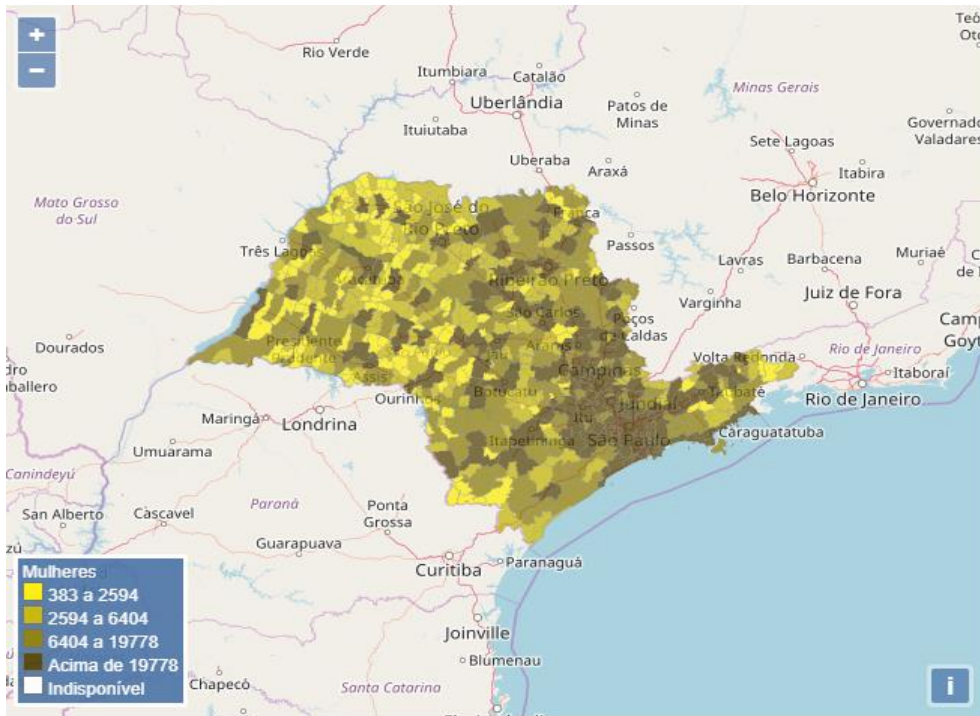 +
−
Rio Verde
Teó
Oto
Itumbiara
Catalão
Uberlândia
Patos de
Minas
Minas Gerais
Ituiutaba
Governado
Valadares
Sete Lagoas
Uberaba
Araxá
Itabira
Belo Horizonte
Mato Grosso
do Sul
São José do
Rio Preto
Franca
Passos
Três Lagoas
Lavras
Barbacena
Muriaé
Araçatuba
Ribeirão Preto
Varginha
Juiz de Fora
São Carlos
Poços
de Caldas
Camp
Goyt
Dourados
Presidente
Prudente
Jaú
Araras
Volta Redonda
Rio de Janeiro
Itaboraí
Campinas
Assis
Botucatu
Taubaté
Ourinhos
Rio de Janeiro
Maringá
Londrina
Itu
Jundiaí
Itapetininga
São Paulo
Caraguatatuba
Umuarama
Canindeyú
Paraná
San Alberto
Cascavel
Ponta
Grossa
Guarapuava
Curitiba
Paranaguá
Mulheres
383 a 2594
2594 a 6404
6404 a 19778
Acima de 19778
Indisponível
Joinville
Blumenau
Chapecó
Santa Catarina
i